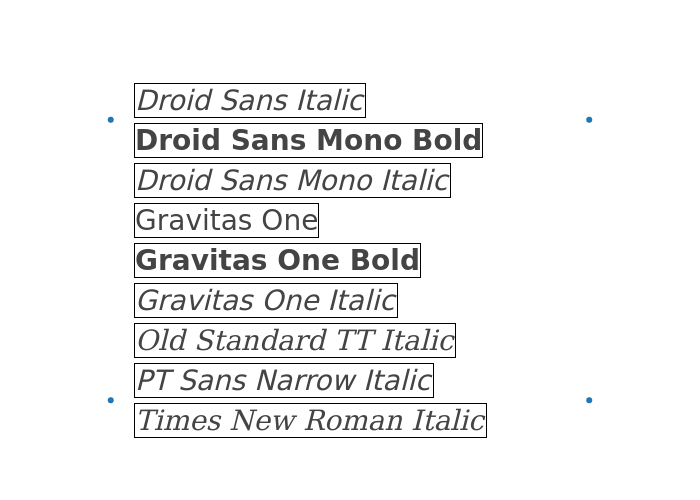 Droid Sans Italic
Droid Sans Mono Bold
Droid Sans Mono Italic
Gravitas One
Gravitas One Bold
Gravitas One Italic
Old Standard TT Italic
PT Sans Narrow Italic
Times New Roman Italic